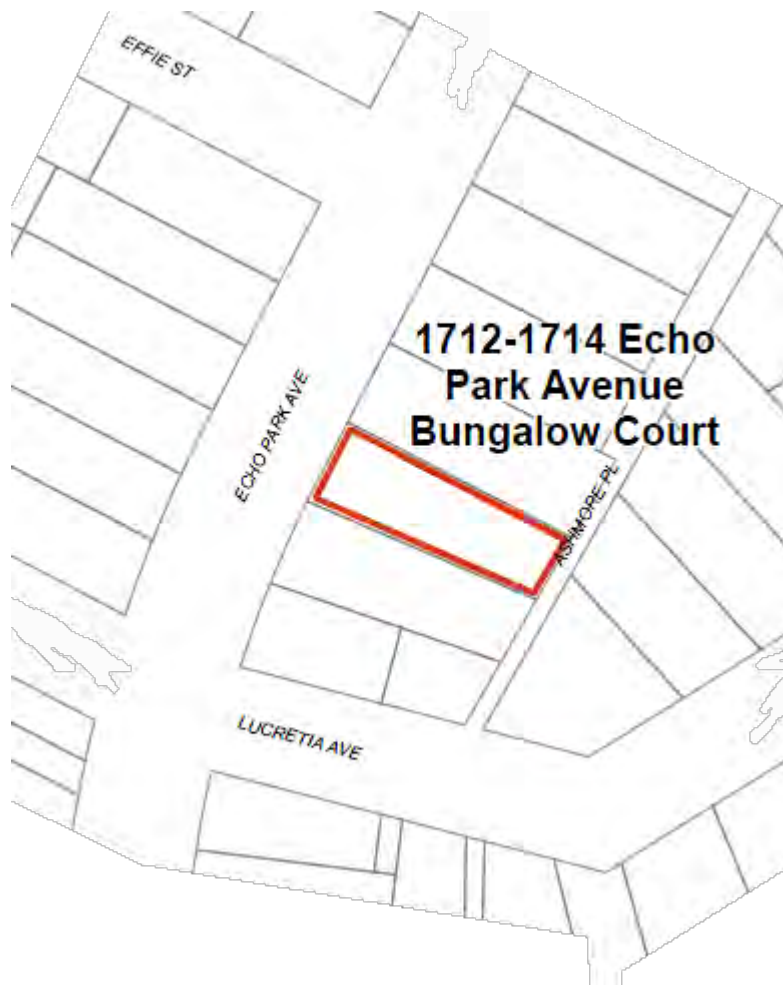 EFFIE ST
1712-1714 Echo
Park Avenue
Bungalow Court
ECHO PARK AVE
ASHMORE PL
LUCRETIA AVE